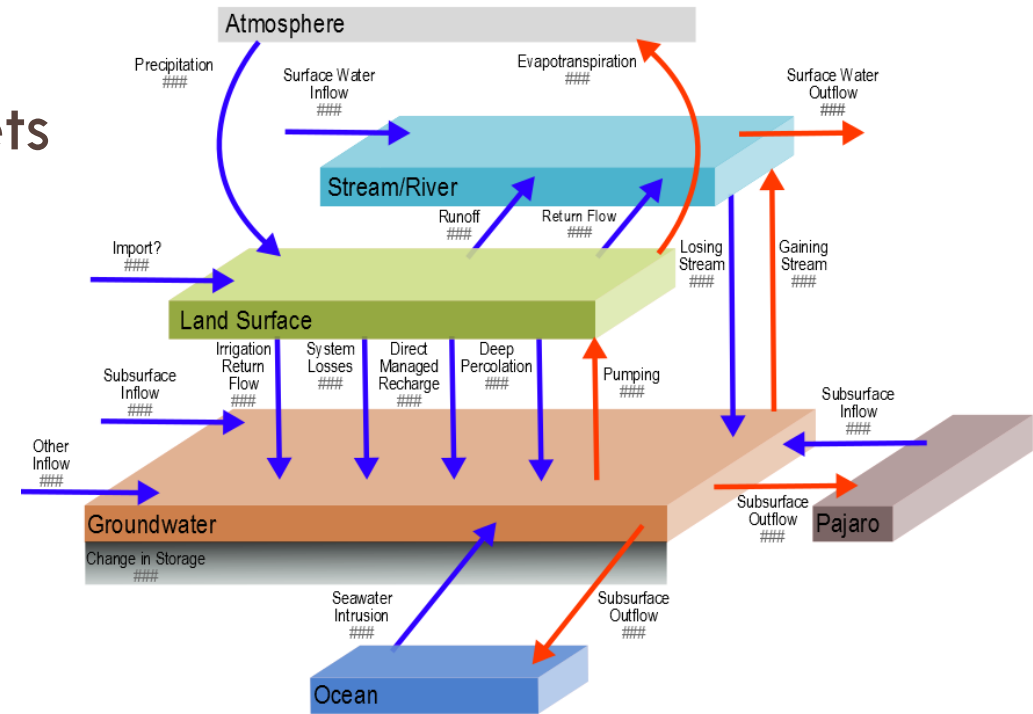 Atmosphere
Precipitation
###
Evapotranspiration
###
Surface Water
Inflow
###
Surface Water
Outflow
###
ets
Stream/River
Runoff
###
Return Flow
###
Import?
###
Losing
Stream
###
Gaining
Stream
###
Land Surface
Irrigation
Return
Flow
###
System
Losses
###
Direct
Managed
Recharge
###
Deep
Percolation
###
Pumping
###
Subsurface
Inflow
###
Subsurface
Inflow
###
Other
Inflow
###
Groundwater
Subsurface
Outflow
###
Pajaro
Change in Storage
###
Seawater
Intrusion
###
Subsurface
Outflow
###
Ocean